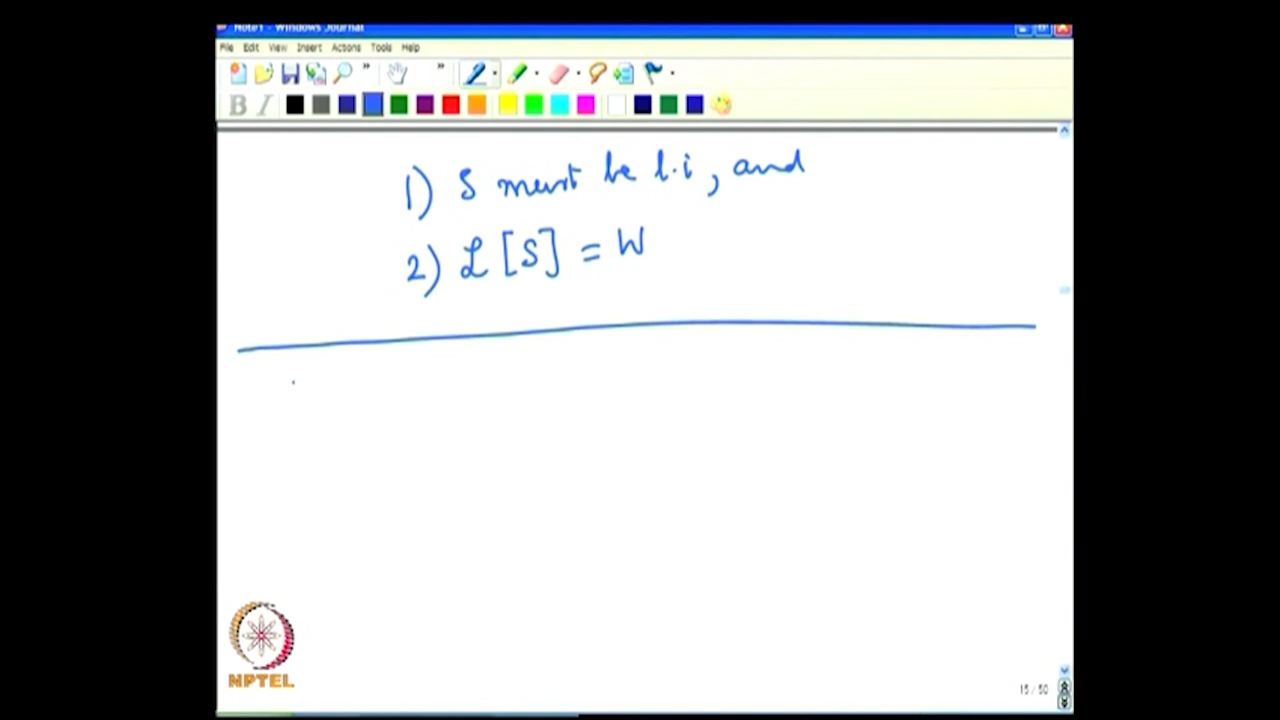 Note1 - Windows Journal
File Edit View Insert Actions Tools Help
B I
1) S must be l.i, and
2) ℒ [S] = W
NPTEL
15 / 50